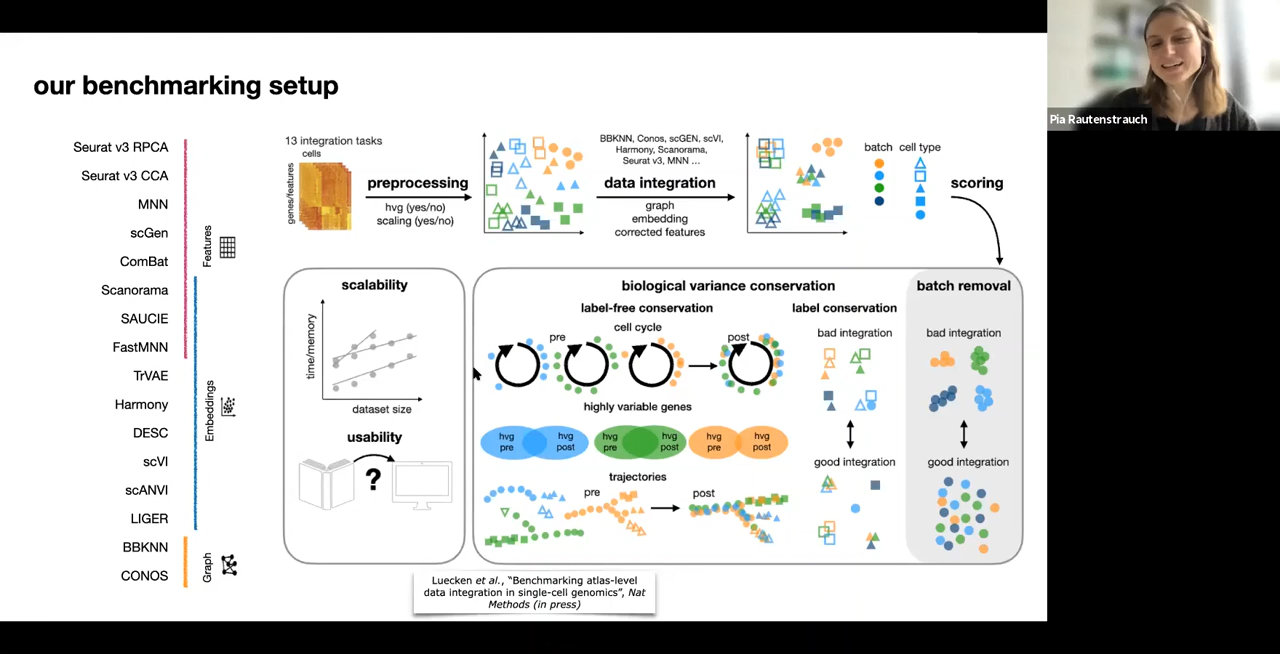 our benchmarking setup
Pia Rautenstrauch
Seurat v3 RPCA
Seurat v3 CCA
MNN
scGen
ComBat
Scanorama
SAUCIE
FastMNN
TrVAE
Harmony
DESC
scVI
scANVI
LIGER
BBKNN
CONOS
Features
Embeddings
Graph
13 integration tasks
cells
genes/features
preprocessing
hvg (yes/no)
scaling (yes/no)
BBKNN, Conos, scGEN, scVI,
Harmony, Scanorama,
Seurat v3, MNN ...
data integration
graph
embedding
corrected features
batch
cell type
scoring
scalability
time/memory
dataset size
usability
?
biological variance conservation
label-free conservation
cell cycle
pre
post
highly variable genes
hvg pre
hvg post
hvg pre
hvg post
hvg pre
hvg post
trajectories
pre
post
label conservation
bad integration
good integration
batch removal
bad integration
good integration
Luecken et al., "Benchmarking atlas-level
data integration in single-cell genomics", Nat
Methods (in press)